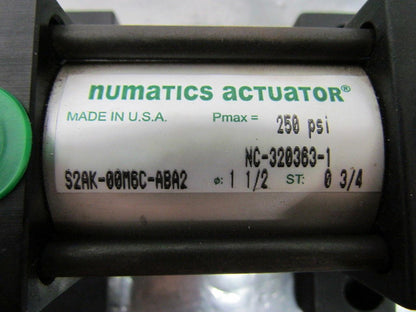 numatics actuator®
MADE IN U.S.A. Pmax = 250 psi
NC-320363-1
S2AK-00M6C-ABA2 ø: 1 1/2 ST: 0 3/4